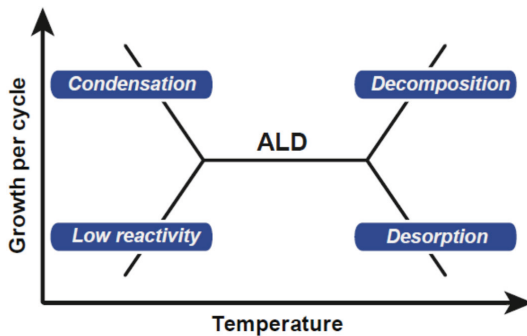 Growth per cycle
Condensation
Decomposition
ALD
Low reactivity
Desorption
Temperature